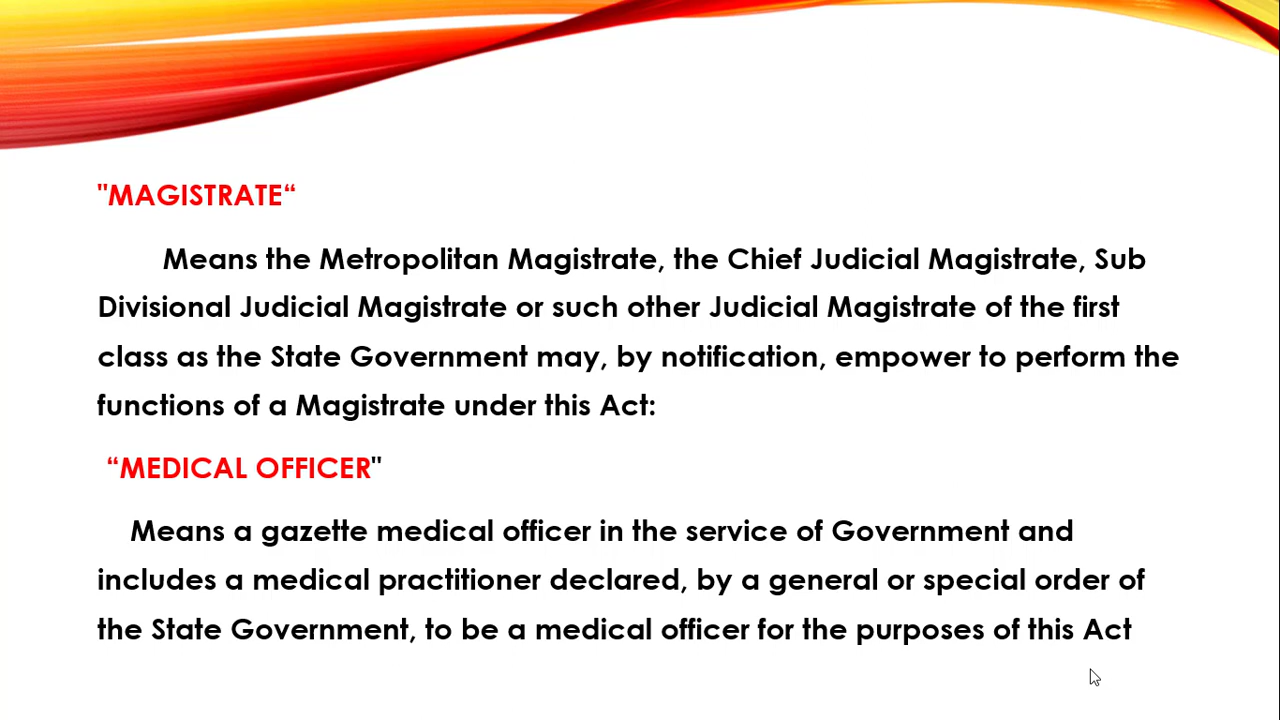 "MAGISTRATE“
Means the Metropolitan Magistrate, the Chief Judicial Magistrate, Sub
Divisional Judicial Magistrate or such other Judicial Magistrate of the first
class as the State Government may, by notification, empower to perform the
functions of a Magistrate under this Act:
“MEDICAL OFFICER"
Means a gazette medical officer in the service of Government and
includes a medical practitioner declared, by a general or special order of
the State Government, to be a medical officer for the purposes of this Act